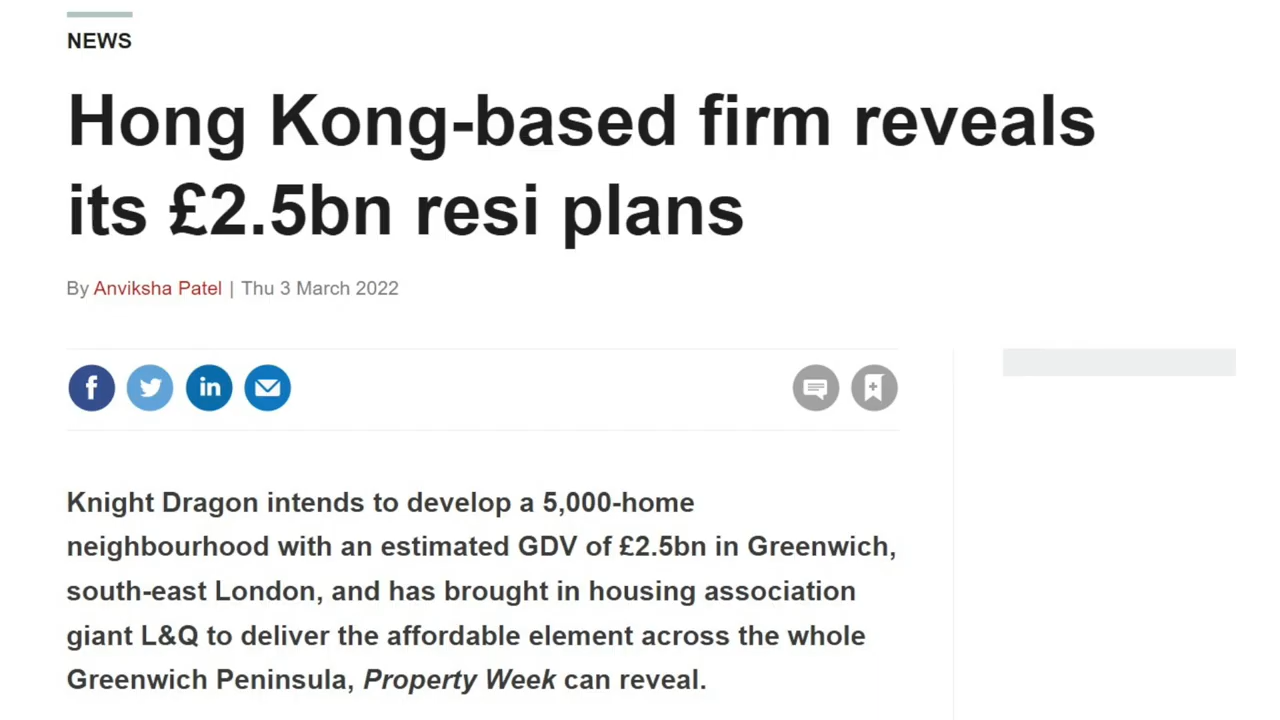 NEWS
Hong Kong-based firm reveals
its £2.5bn resi plans
By Anviksha Patel | Thu 3 March 2022
Knight Dragon intends to develop a 5,000-home
neighbourhood with an estimated GDV of £2.5bn in Greenwich,
south-east London, and has brought in housing association
giant L&Q to deliver the affordable element across the whole
Greenwich Peninsula, Property Week can reveal.